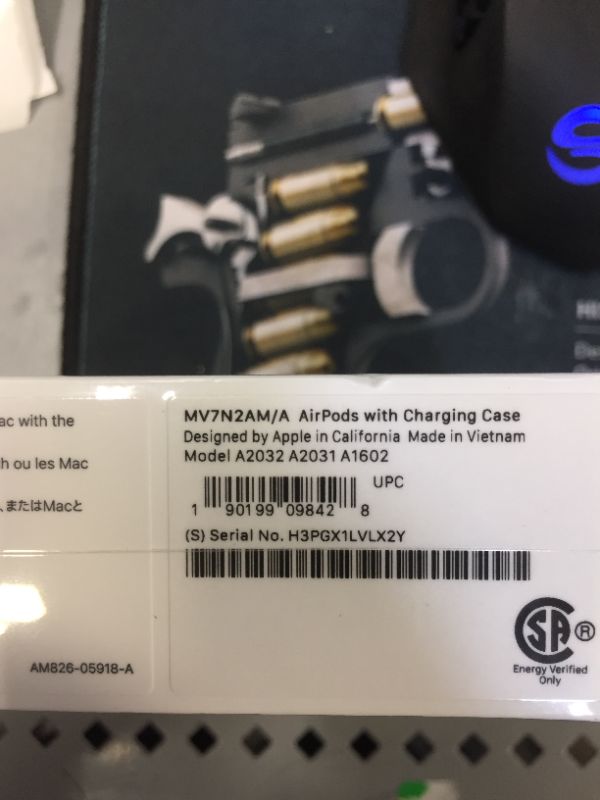 ac with the
h ou les Mac
、またはMacと
AM826-05918-A
MV7N2AM/A AirPods with Charging Case
Designed by Apple in California Made in Vietnam
Model A2032 A2031 A1602
UPC
1 90199 09842 8
(S) Serial No. H3PGX1LVLX2Y
SA ®
Energy Verified
Only